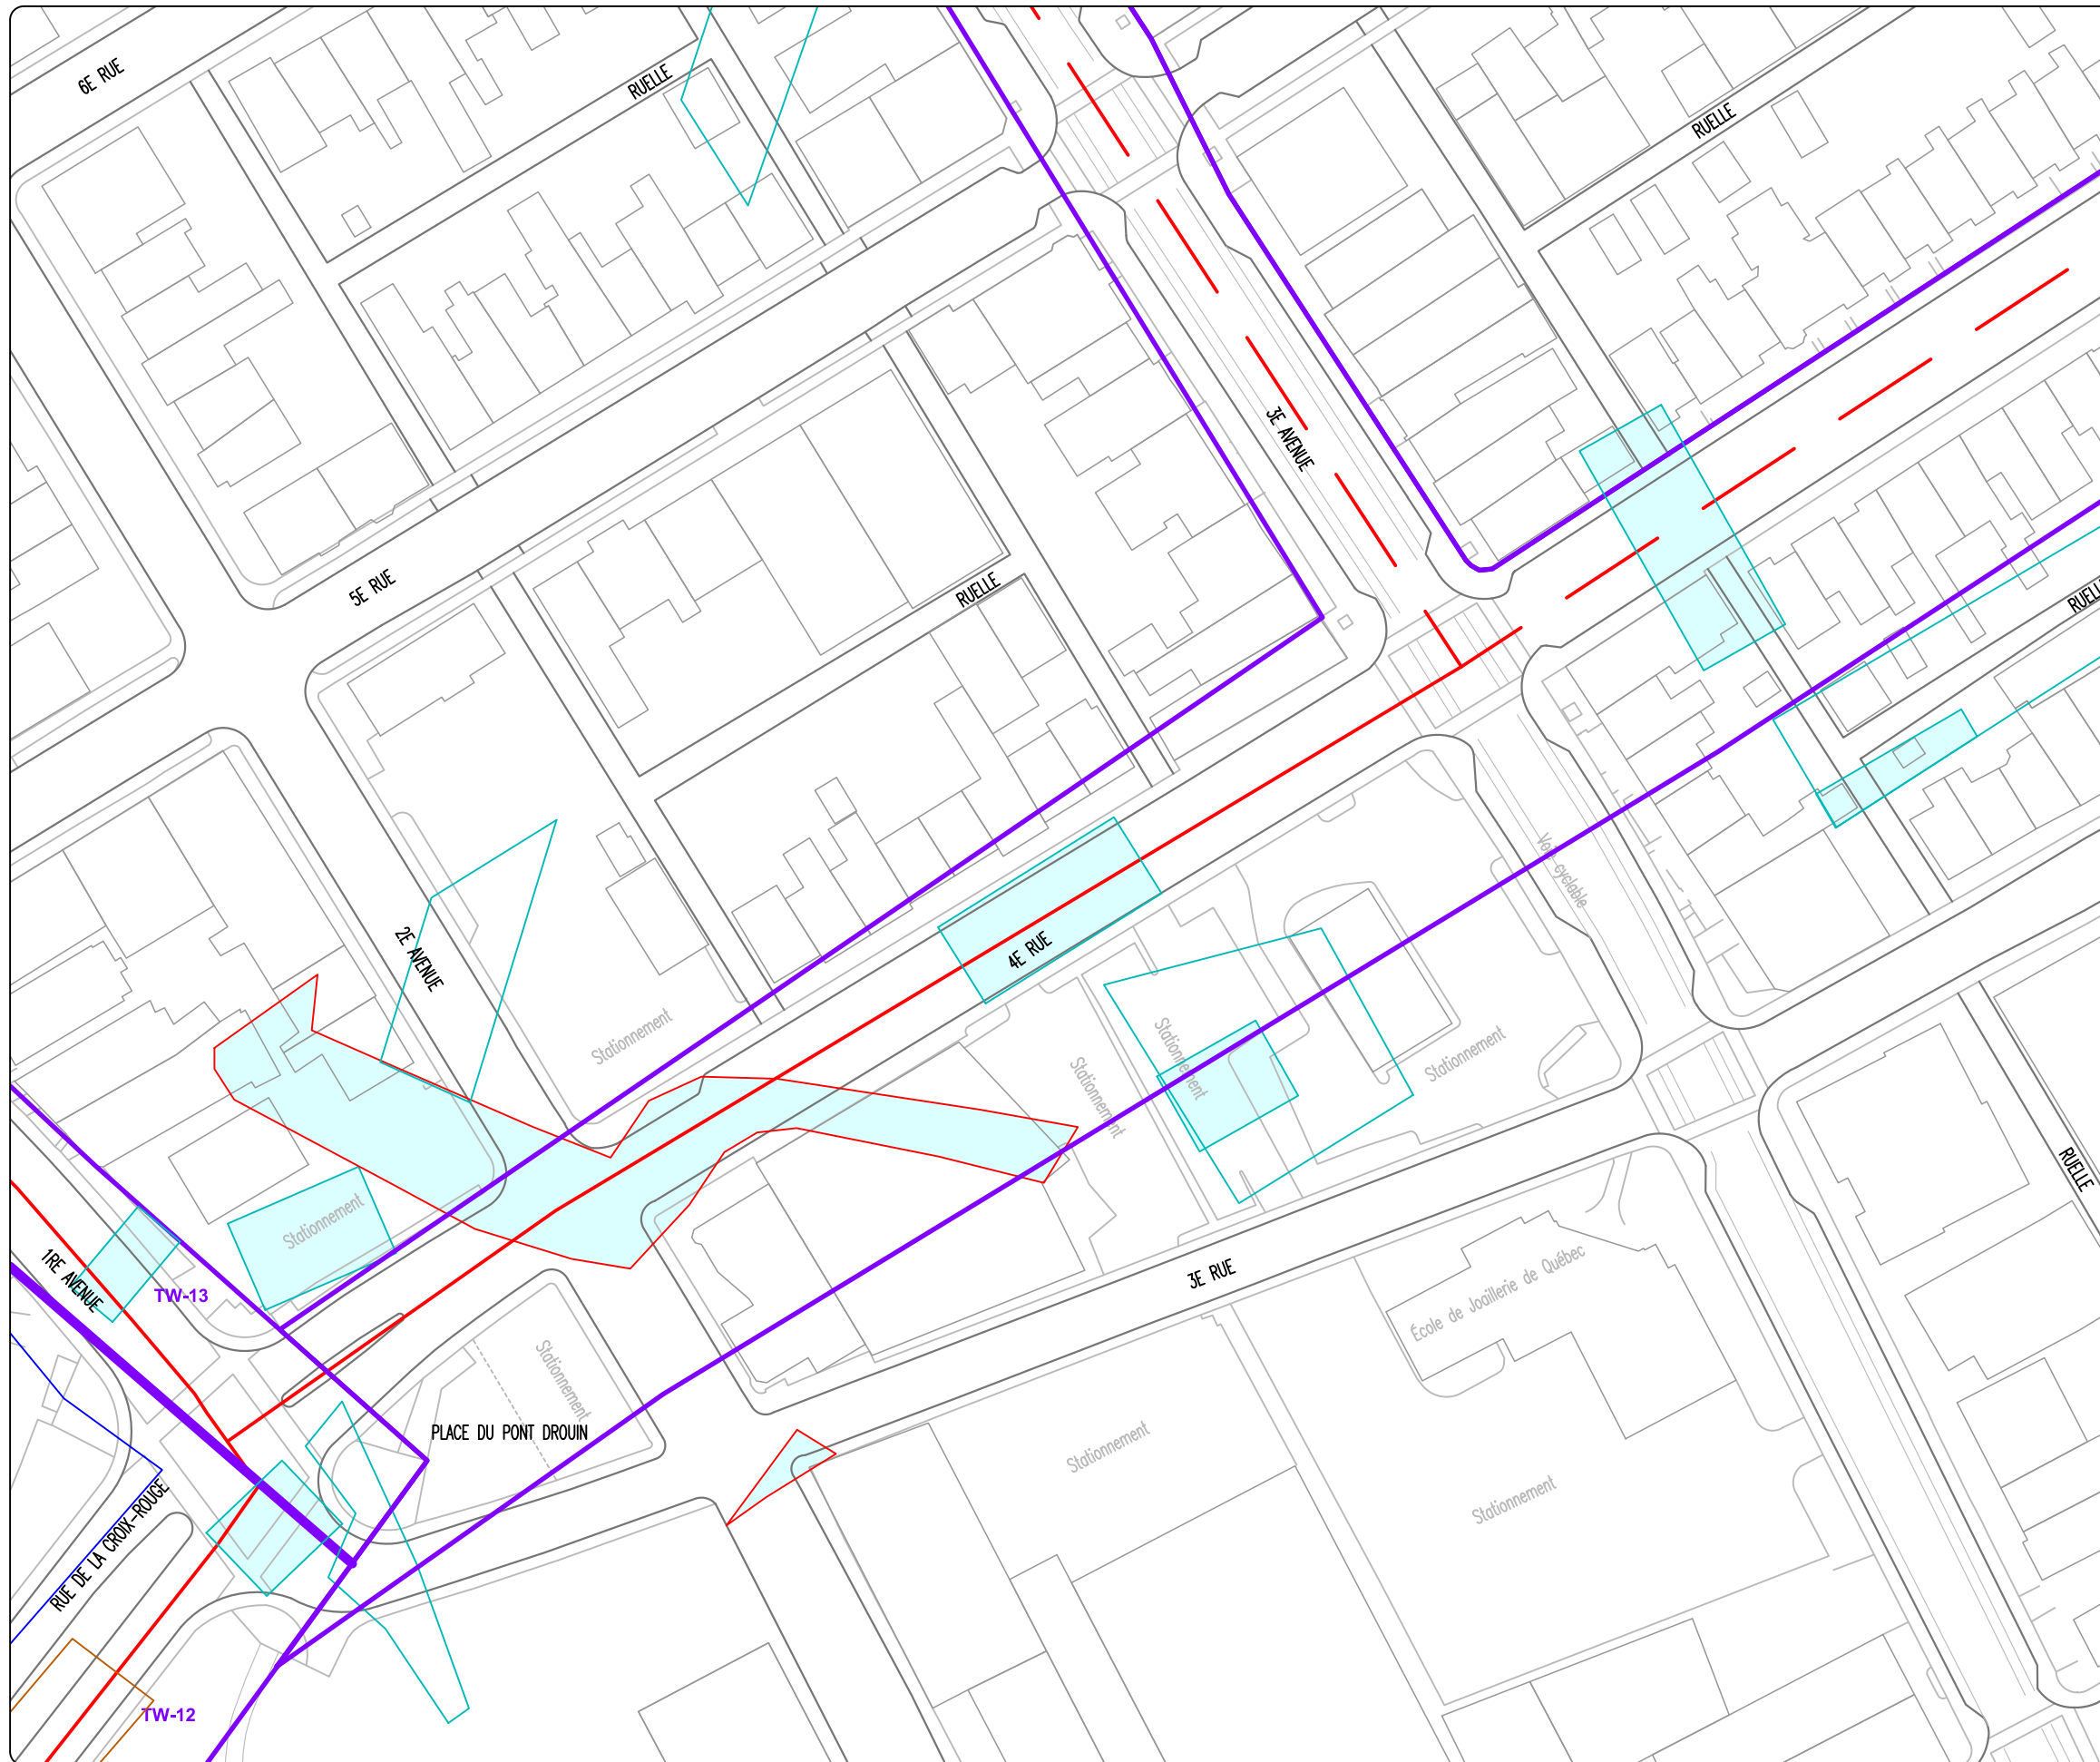 6E RUE
RUELLE
RUELLE
3E AVENUE
5E RUE
RUELLE
RUELLE
Voie cyclable
2E AVENUE
4E RUE
Stationnement
Stationnement
Stationnement
Stationnement
RUELLE
Stationnement
3E RUE
École de Joaillerie de Québec
1RE AVENUE
TW-13
Stationnement
PLACE DU PONT DROUIN
Stationnement
Stationnement
RUE DE LA CROIX-ROUGE
TW-12